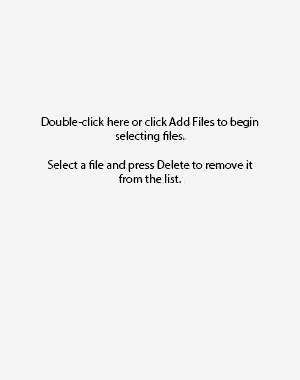 Double-click here or click Add Files to begin
selecting files.
Select a file and press Delete to remove it
from the list.